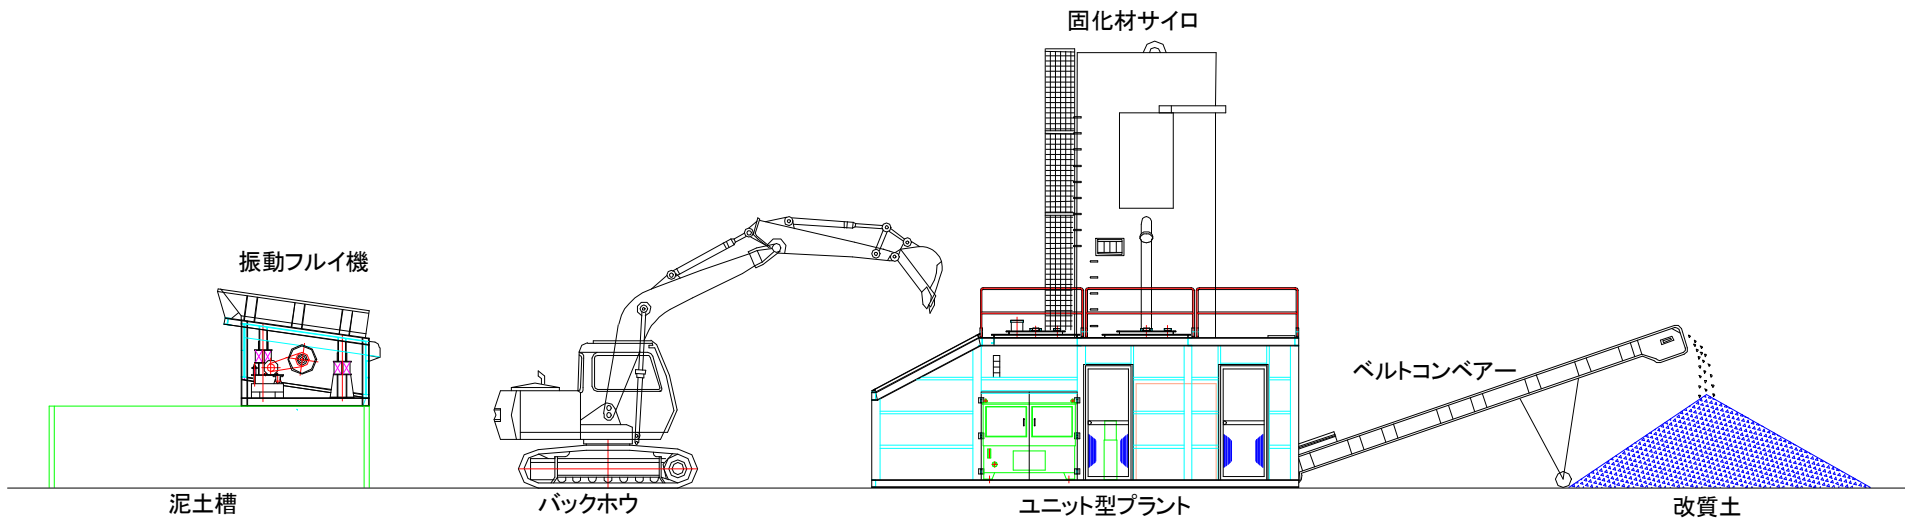 固化材サイロ
振動フルイ機
ベルトコンベアー
泥土槽
バックホウ
ユニット型プラント
改質土